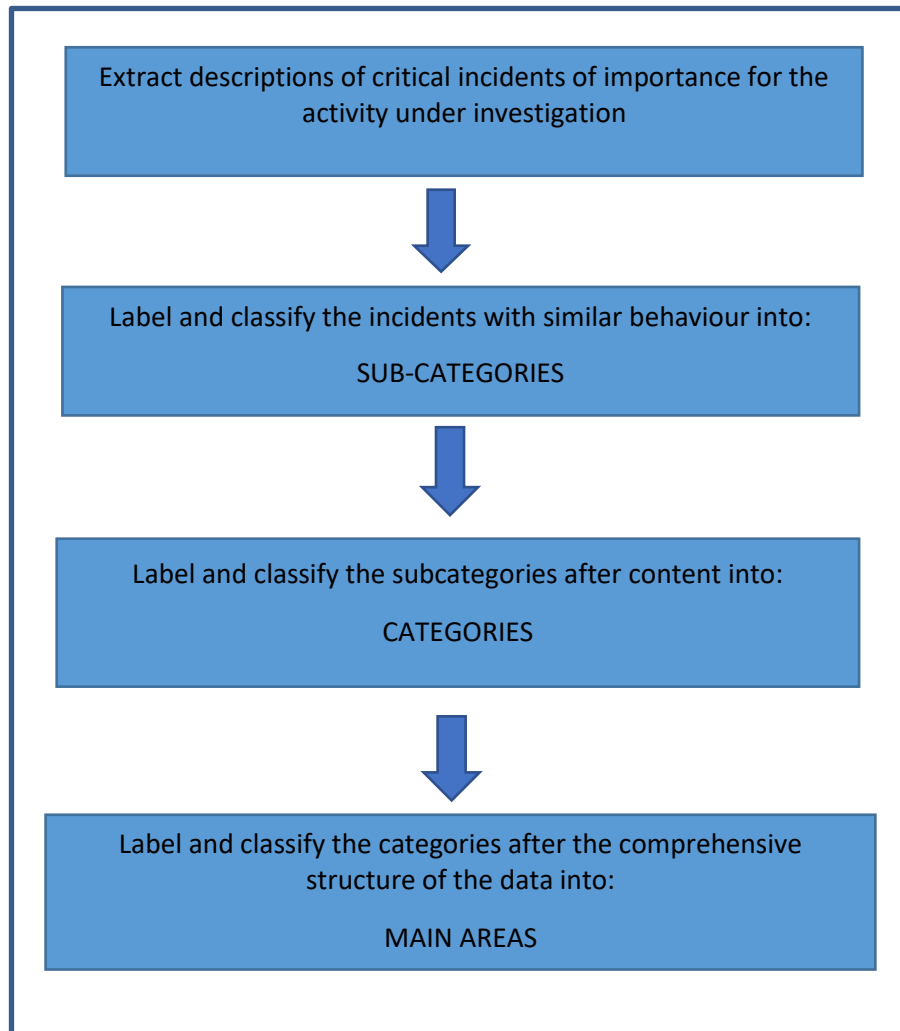 Extract descriptions of critical incidents of importance for the
activity under investigation
Label and classify the incidents with similar behaviour into:
SUB-CATEGORIES
Label and classify the subcategories after content into:
CATEGORIES
Label and classify the categories after the comprehensive
structure of the data into:
MAIN AREAS